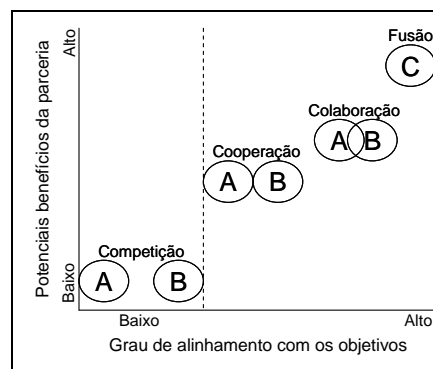 Potenciais benefícios da parceria
Alto
Baixo
Fusão
C
Colaboração
A B
Cooperação
A B
Competição
A B
Baixo Alto
Grau de alinhamento com os objetivos